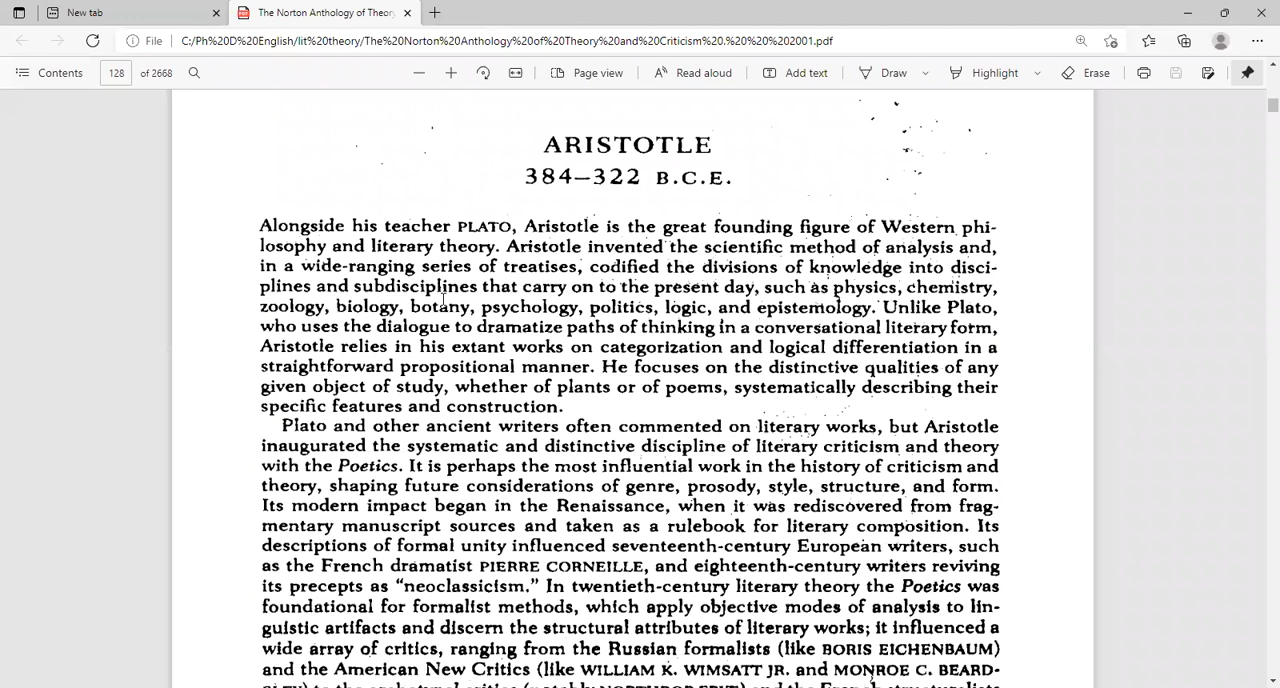 New tab
The Norton Anthology of Theory
File
C:/Ph%20D%20English/lit%20theory/The%20Norton%20Anthology%20of%20Theory%20and%20Criticism%20.%20%20%202001.pdf
Contents
128
of 2668
Page view
Read aloud
Add text
Draw
Highlight
Erase
ARISTOTLE
384–322 B.C.E.
Alongside his teacher PLATO, Aristotle is the great founding figure of Western phi-
losophy and literary theory. Aristotle invented the scientific method of analysis and,
in a wide-ranging series of treatises, codified the divisions of knowledge into disci-
plines and subdisciplines that carry on to the present day, such as physics, chemistry,
zoology, biology, botany, psychology, politics, logic, and epistemology. Unlike Plato,
who uses the dialogue to dramatize paths of thinking in a conversational literary form,
Aristotle relies in his extant works on categorization and logical differentiation in a
straightforward propositional manner. He focuses on the distinctive qualities of any
given object of study, whether of plants or of poems, systematically describing their
specific features and construction.
Plato and other ancient writers often commented on literary works, but Aristotle
inaugurated the systematic and distinctive discipline of literary criticism and theory
with the Poetics. It is perhaps the most influential work in the history of criticism and
theory, shaping future considerations of genre, prosody, style, structure, and form.
Its modern impact began in the Renaissance, when it was rediscovered from frag-
mentary manuscript sources and taken as a rulebook for literary composition. Its
descriptions of formal unity influenced seventeenth-century European writers, such
as the French dramatist PIERRE CORNEILLE, and eighteenth-century writers reviving
its precepts as “neoclassicism.” In twentieth-century literary theory the Poetics was
foundational for formalist methods, which apply objective modes of analysis to lin-
guistic artifacts and discern the structural attributes of literary works; it influenced a
wide array of critics, ranging from the Russian formalists (like BORIS EICHENBAUM)
and the American New Critics (like WILLIAM K. WIMSATT JR. and MONROE C. BEARD-